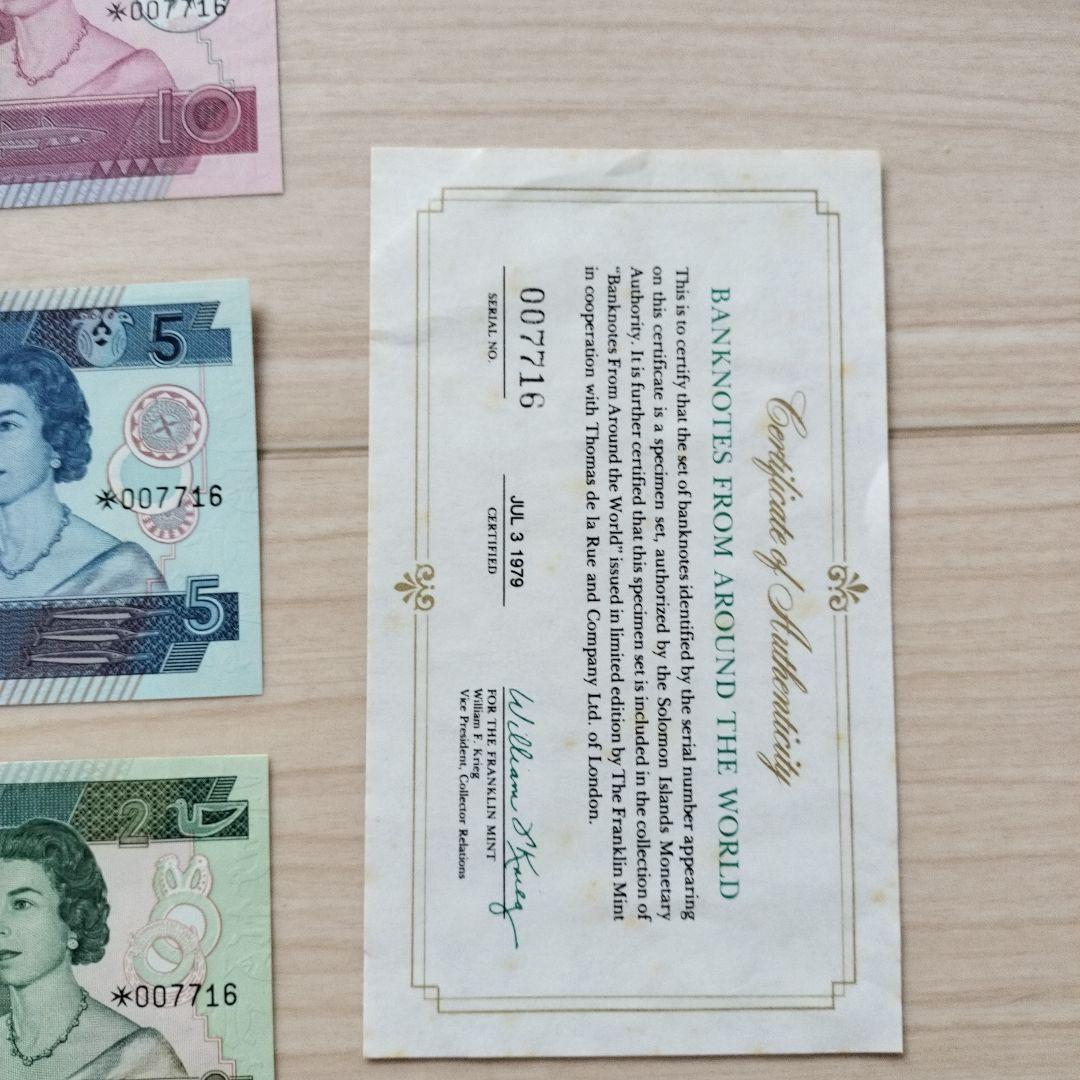 *007716
10
5
*007716
5
2
*007716
Certificate of Authenticity
BANKNOTES FROM AROUND THE WORLD
This is to certify that the set of banknotes identified by the serial number appearing
on this certificate is a specimen set, authorized by the Solomon Islands Monetary
Authority. It is further certified that this specimen set is included in the collection of
"Banknotes From Around the World" issued in limited edition by The Franklin Mint
in cooperation with Thomas de la Rue and Company Ltd. of London.
007716
SERIAL NO.
JUL 3 1979
CERTIFIED
William F. Krieg
FOR THE FRANKLIN MINT
William F. Krieg
Vice President, Collector Relations